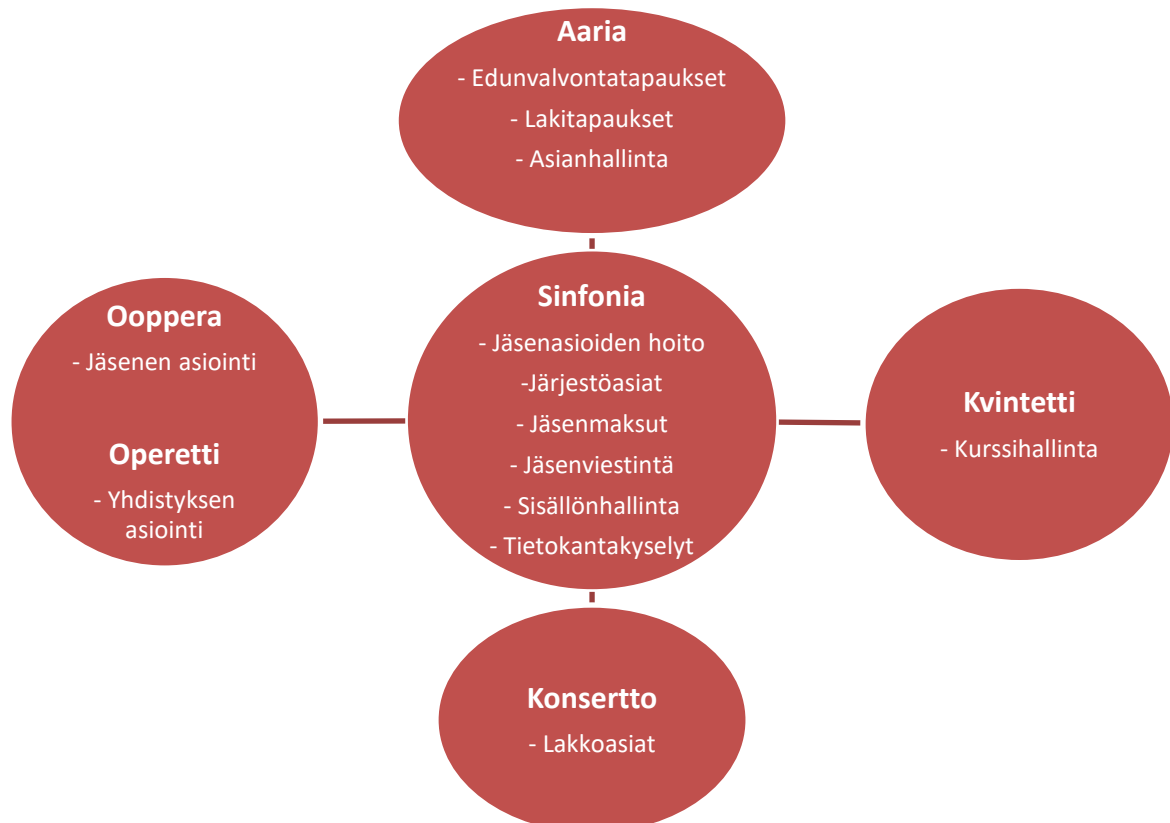 Aaria
- Edunvalvontatapaukset
- Lakitapaukset
- Asianhallinta
Ooppera
- Jäsenen asiointi
Operetti
- Yhdistyksen
asiointi
Sinfonia
- Jäsenasioiden hoito
-Järjestöasiat
- Jäsenmaksut
- Jäsenviestintä
- Sisällönhallinta
- Tietokantakyselyt
Kvintetti
- Kurssihallinta
Konsertto
- Lakkoasiat